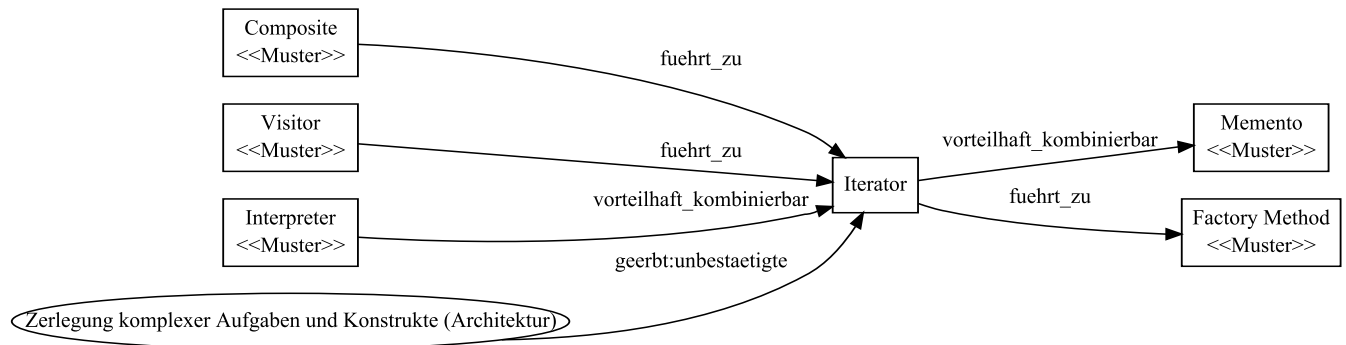 Composite
<<Muster>>
fuehrt_zu
Visitor
<<Muster>>
fuehrt_zu
Interpreter
<<Muster>>
vorteilhaft_kombinierbar
Zerlegung komplexer Aufgaben und Konstrukte (Architektur)
geerbt:unbestaetigte
Iterator
vorteilhaft_kombinierbar
Memento
<<Muster>>
fuehrt_zu
Factory Method
<<Muster>>